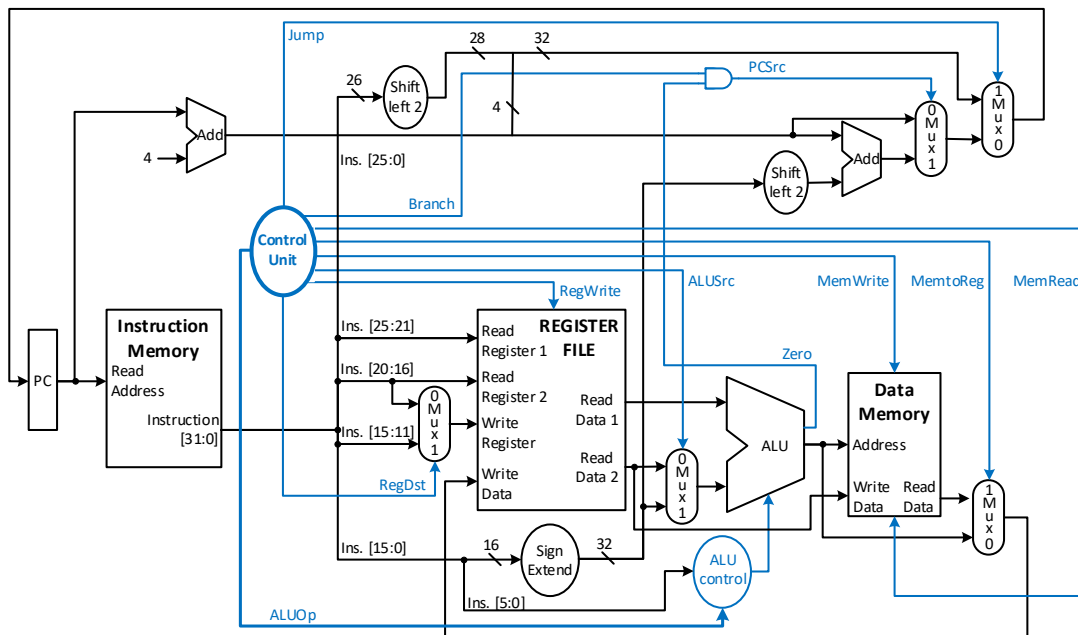 Jump
28
32
26
Shift
left 2
PCSrc
4
Add
4
Ins. [25:0]
0
M
u
x
1
1
M
u
x
0
Add
Shift
left 2
Branch
Control
Unit
RegWrite
ALUSrc
MemWrite
MemtoReg
MemRead
Instruction
Memory
Read
Address
Instruction
[31:0]
PC
Ins. [25:21]
Ins. [20:16]
Ins. [15:11]
0
M
u
x
1
RegDst
REGISTER
FILE
Read
Register 1
Read
Register 2
Write
Register
Write
Data
Read
Data 1
Read
Data 2
0
M
u
x
1
Zero
ALU
Data
Memory
Address
Write
Data
Read
Data
1
M
u
x
0
Ins. [15:0]
16
Sign
Extend
32
Ins. [5:0]
ALU
control
ALUOp